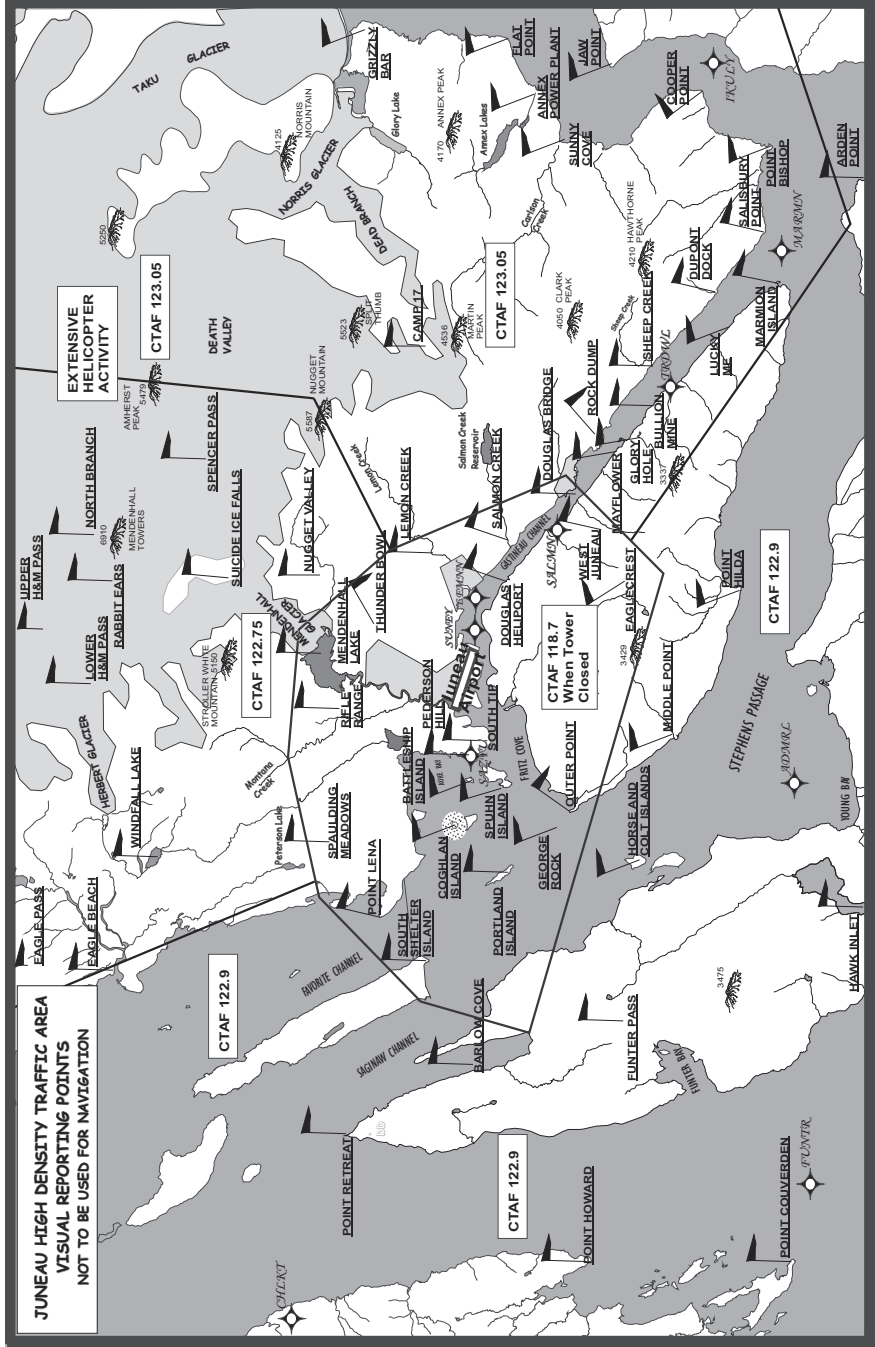 JUNEAU HIGH DENSITY TRAFFIC AREA
VISUAL REPORTING POINTS
NOT TO BE USED FOR NAVIGATION
EAGLE PASS
EAGLE BEACH
UPPER
H&M PASS
LOWER
H&M PASS
RABBIT EARS
NORTH BRANCH
6910
MENDENHALL
TOWERS
EXTENSIVE
HELICOPTER
ACTIVITY
CTAF 123.05
AMHERST
PEAK
5479
5250
TAKU GLACIER
HERBERT GLACIER
WINDFALL LAKE
STROLLER WHITE
MOUNTAIN 5150
SUICIDE ICE FALLS
SPENCER PASS
DEATH
VALLEY
CTAF 122.9
CTAF 122.75
CHLKT
Montana
Creek
Peterson Lake
MENDENHALL
GLACIER
NUGGET VALLEY
5587
NUGGET
MOUNTAIN
4125
NORRIS
MOUNTAIN
NORRIS GLACIER
DEAD BRANCH
GRIZZLY
BAR
Glory Lake
POINT RETREAT
FAVORITE CHANNEL
POINT LENA
SPAULDING
MEADOWS
RIFLE
RANGE
MENDENHALL
LAKE
THUNDER BOWL
Lemon Creek
LEMON CREEK
5523
SPLIT
THUMB
CAMP 17
SAGINAW CHANNEL
SOUTH
SHELTER
ISLAND
BATTLESHIP
ISLAND
PEDERSON
HILL
Juneau
Airport
SUNEY
Salmon Creek
Reservoir
SALMON CREEK
4536
MARTIN
PEAK
4170
ANNEX PEAK
Annex Lakes
BARLOW COVE
COGHLAN
ISLAND
SPUHN
ISLAND
SOUTH TIP
DOUGLAS
HELIPORT
GASTINEAU CHANNEL
CTAF 123.05
FLAT
POINT
CTAF 122.9
PORTLAND
ISLAND
FRITZ COVE
SALMN
DOUGLAS BRIDGE
Carlson
Creek
ANNEX
POWER PLANT
GEORGE
ROCK
CTAF 118.7
When Tower
Closed
4050 CLARK
PEAK
SUNNY
COVE
JAW
POINT
OUTER POINT
WEST
JUNEAU
ROCK DUMP
POINT HOWARD
MAYFLOWER
GLORY
HOLE
BULLION
MINE
Sheep Creek
SHEEP CREEK
4210 HAWTHORNE
PEAK
FUNTER PASS
HORSE AND
COLT ISLANDS
3429
EAGLECREST
3337
COOPER
POINT
FUNTER BAY
MIDDLE POINT
DUPONT
DOCK
IKULY
3475
POINT
HILDA
LUCKY
ME
SALISBURY
POINT
POINT
BISHOP
STEPHENS PASSAGE
CTAF 122.9
MARMION
ISLAND
MARMN
POINT COUVERDEN
FUNTR
ADMRL
YOUNG BAY
HAWK INLET
ARDEN
POINT